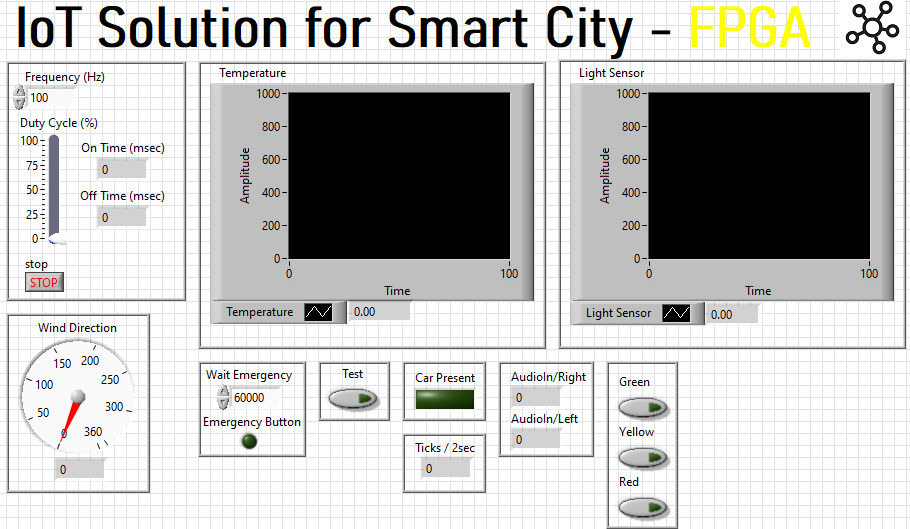 IoT Solution for Smart City - FPGA
Frequency (Hz)
100
Duty Cycle (%)
100
75
50
25
0
On Time (msec)
0
Off Time (msec)
0
stop
STOP
Temperature
1000
800
600
400
200
0
Amplitude
0
100
Time
Temperature
0.00
Light Sensor
1000
800
600
400
200
0
Amplitude
0
100
Time
Light Sensor
0.00
Wind Direction
0
50
100
150
200
250
300
360
0
Wait Emergency
60000
Emergency Button
Test
Car Present
Ticks / 2sec
0
AudioIn/Right
0
AudioIn/Left
0
Green
Yellow
Red